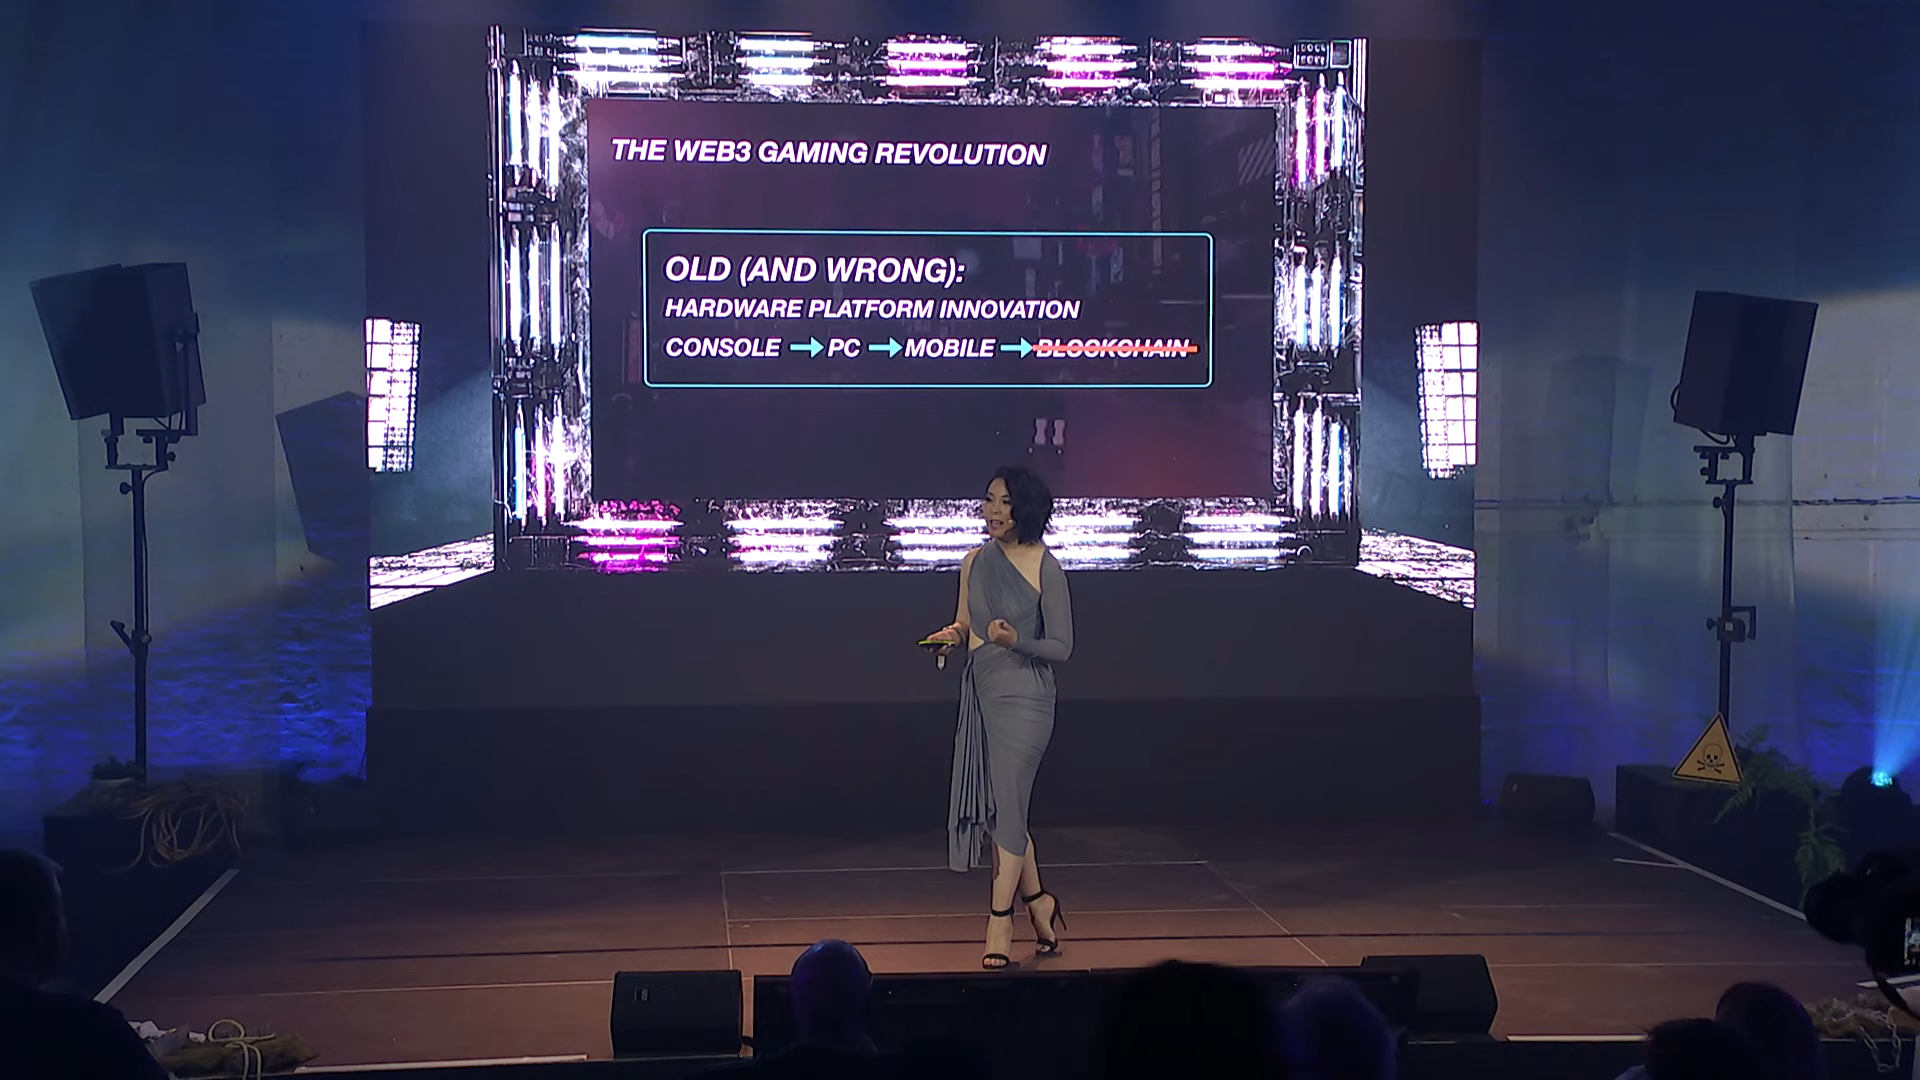 THE WEB3 GAMING REVOLUTION
OLD (AND WRONG):
HARDWARE PLATFORM INNOVATION
CONSOLE → PC → MOBILE → BLOCKCHAIN